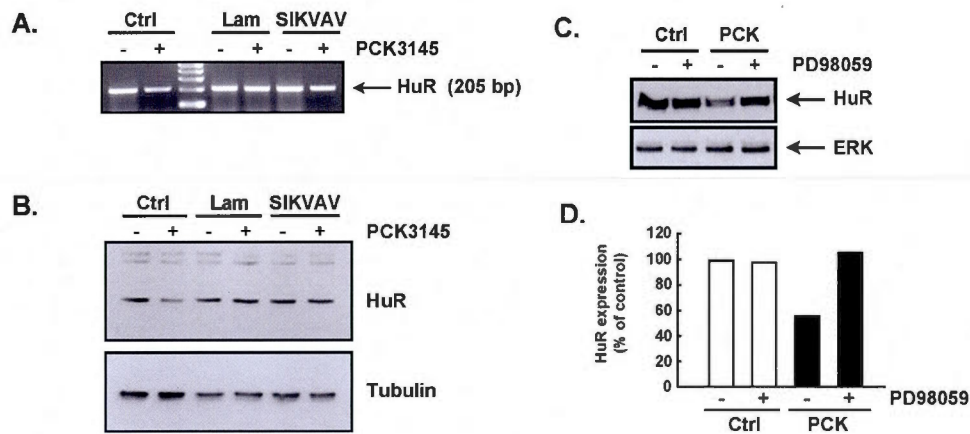 A.
Ctrl Lam SIKVAV
- + - + - + PCK3145
HuR (205 bp)
B.
Ctrl Lam SIKVAV
- + - + - + PCK3145
HuR
Tubulin
C.
Ctrl PCK
- + - + PD98059
HuR
ERK
D.
HuR expression
(% of control)
120
100
80
60
40
20
0
- + - + PD98059
Ctrl PCK